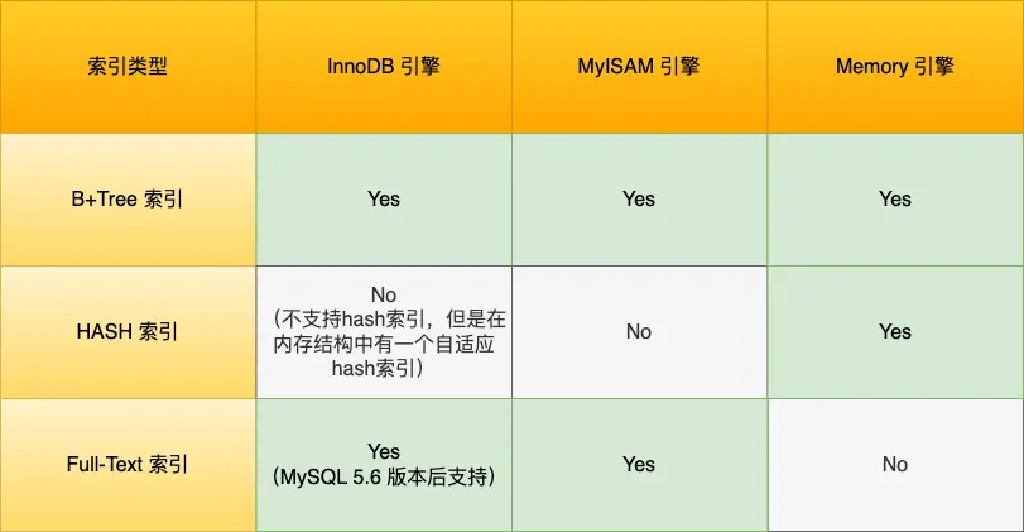 索引类型
InnoDB 引擎
MyISAM 引擎
Memory 引擎
B+Tree 索引
Yes
Yes
Yes
HASH 索引
No
（不支持hash索引，但是在
内存结构中有一个自适应
hash索引）
No
Yes
Full-Text 索引
Yes
（MySQL 5.6 版本后支持）
Yes
No